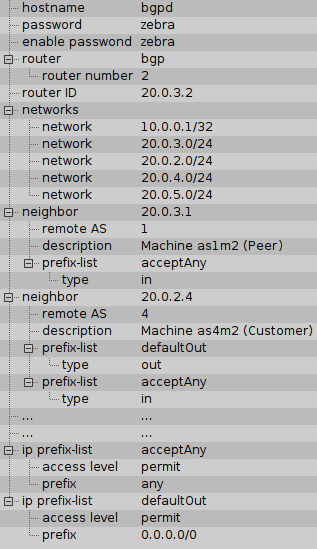 hostname bgpd
password zebra
enable passwond zebra
router bgp
router number 2
router ID 20.0.3.2
networks
network 10.0.0.1/32
network 20.0.3.0/24
network 20.0.2.0/24
network 20.0.4.0/24
network 20.0.5.0/24
neighbor 20.0.3.1
remote AS 1
description Machine as1m2 (Peer)
prefix-list acceptAny
type in
neighbor 20.0.2.4
remote AS 4
description Machine as4m2 (Customer)
prefix-list defaultOut
type out
prefix-list acceptAny
type in
... ...
... ...
ip prefix-list acceptAny
access level permit
prefix any
ip prefix-list defaultOut
access level permit
prefix 0.0.0.0/0